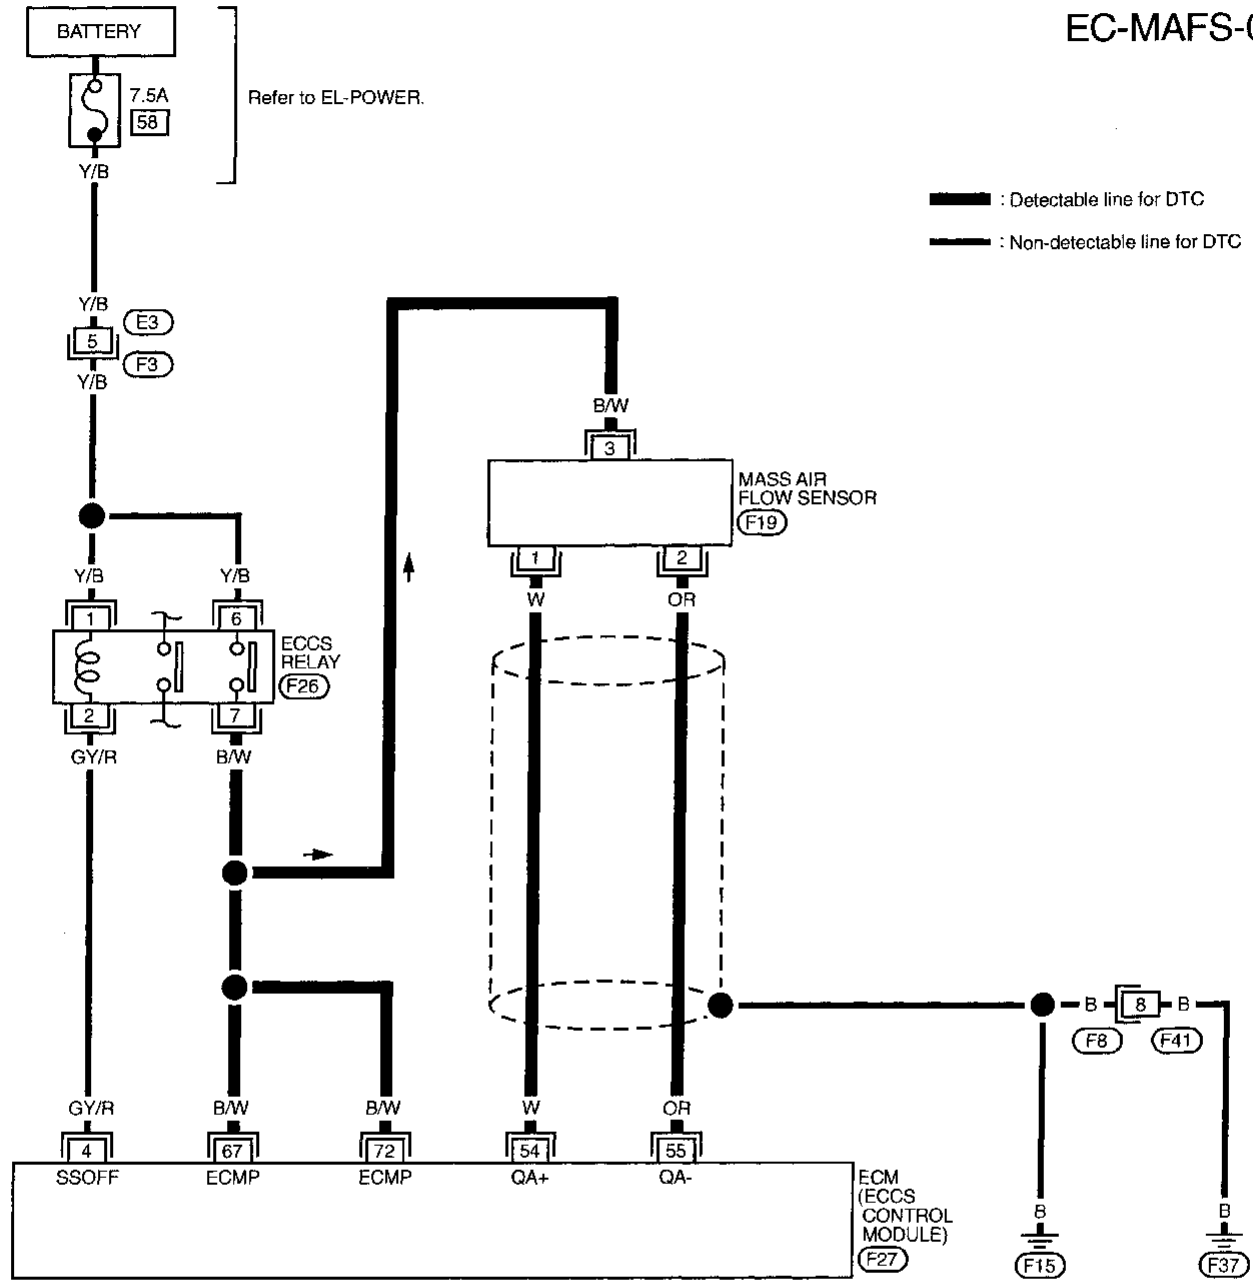 EC-MAFS-0
BATTERY
7.5A
58
Refer to EL-POWER.
Y/B
: Detectable line for DTC
: Non-detectable line for DTC
Y/B
E3
5
F3
Y/B
B/W
3
MASS AIR
FLOW SENSOR
F19
1
2
W
OR
Y/B
Y/B
1
6
ECCS
RELAY
F26
2
7
GY/R
B/W
B
8
B
F8
F41
GY/R
B/W
B/W
W
OR
4
67
72
54
55
SSOFF
ECMP
ECMP
QA+
QA-
ECM
(ECCS
CONTROL
MODULE)
F27
B
B
F15
F37